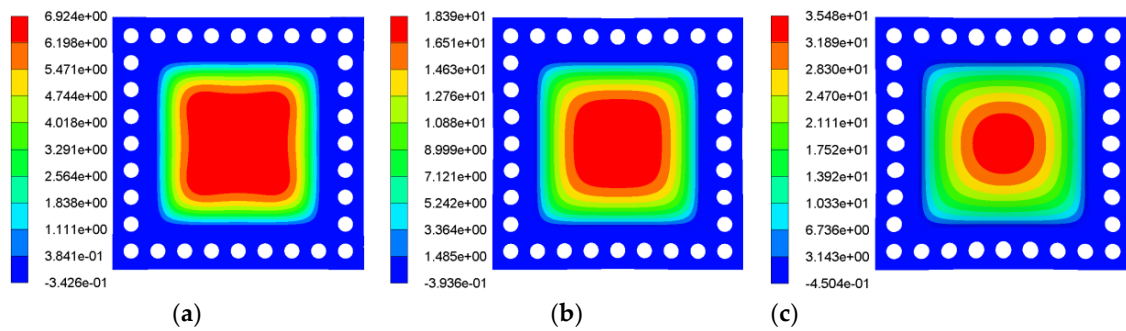 6.924e+00
6.198e+00
5.471e+00
4.744e+00
4.018e+00
3.291e+00
2.564e+00
1.838e+00
1.111e+00
3.841e-01
-3.426e-01
(a)
1.839e+01
1.651e+01
1.463e+01
1.276e+01
1.088e+01
8.999e+00
7.121e+00
5.242e+00
3.364e+00
1.485e+00
-3.936e-01
(b)
3.548e+01
3.189e+01
2.830e+01
2.470e+01
2.111e+01
1.752e+01
1.392e+01
1.033e+01
6.736e+00
3.143e+00
-4.504e-01
(c)